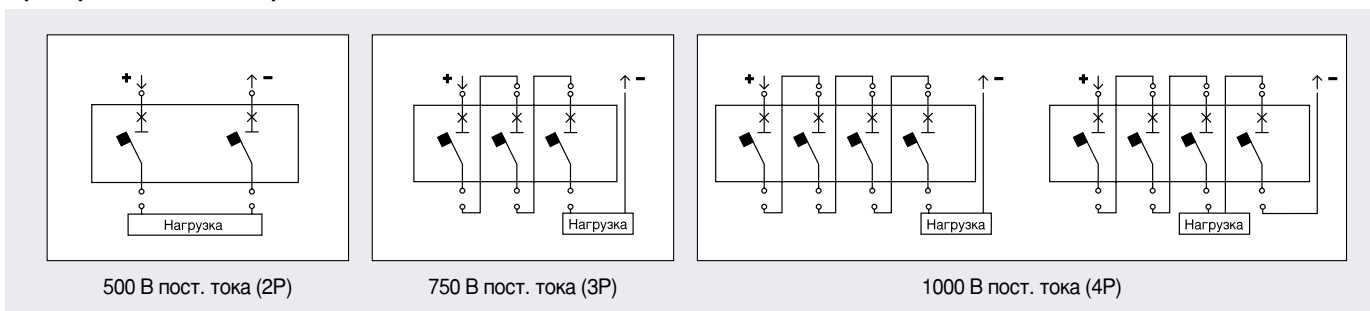 + −
Нагрузка
500 В пост. тока (2P)
+ −
Нагрузка
750 В пост. тока (3P)
+ −
Нагрузка
+ −
Нагрузка
1000 В пост. тока (4P)